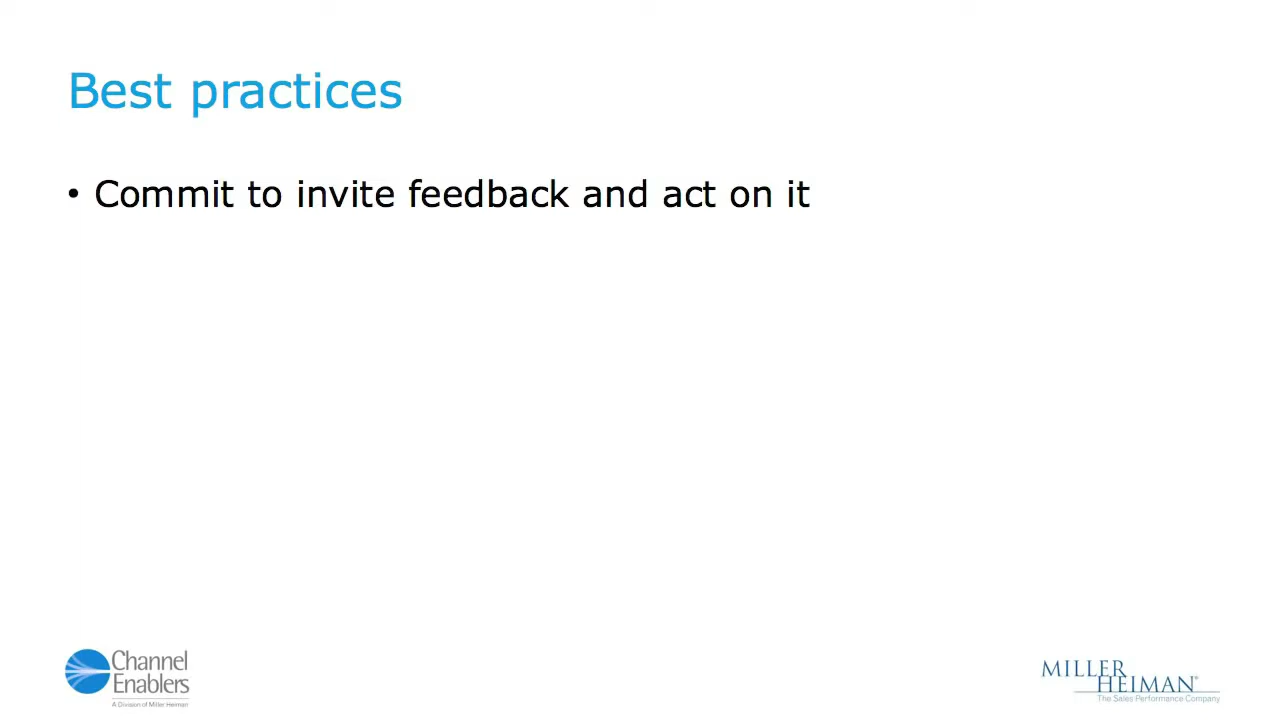 Best practices
• Commit to invite feedback and act on it
Channel
Enablers
A Division of Miller Heiman
MILLER
HEIMAN®
The Sales Performance Company